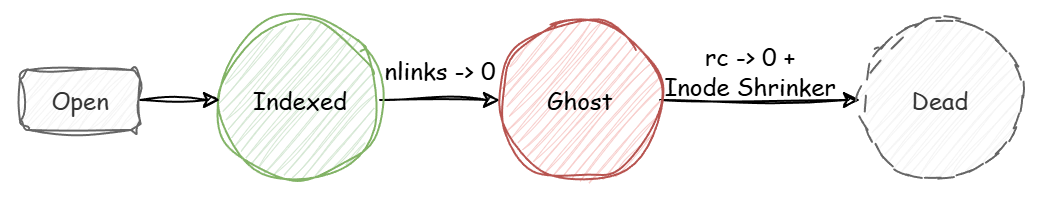 Open
Indexed
nlinks -> 0
Ghost
rc -> 0 +
Inode Shrinker
Dead